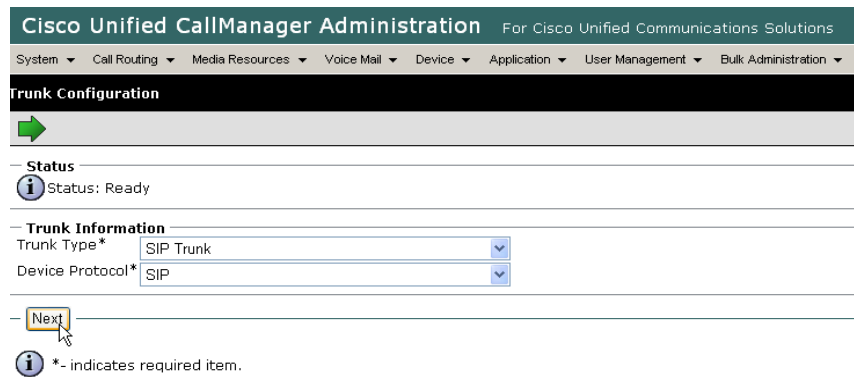 Cisco Unified CallManager Administration For Cisco Unified Communications Solutions
System Call Routing Media Resources Voice Mail Device Application User Management Bulk Administration
Trunk Configuration
Status
Status: Ready
Trunk Information
Trunk Type* SIP Trunk
Device Protocol* SIP
Next
*- indicates required item.